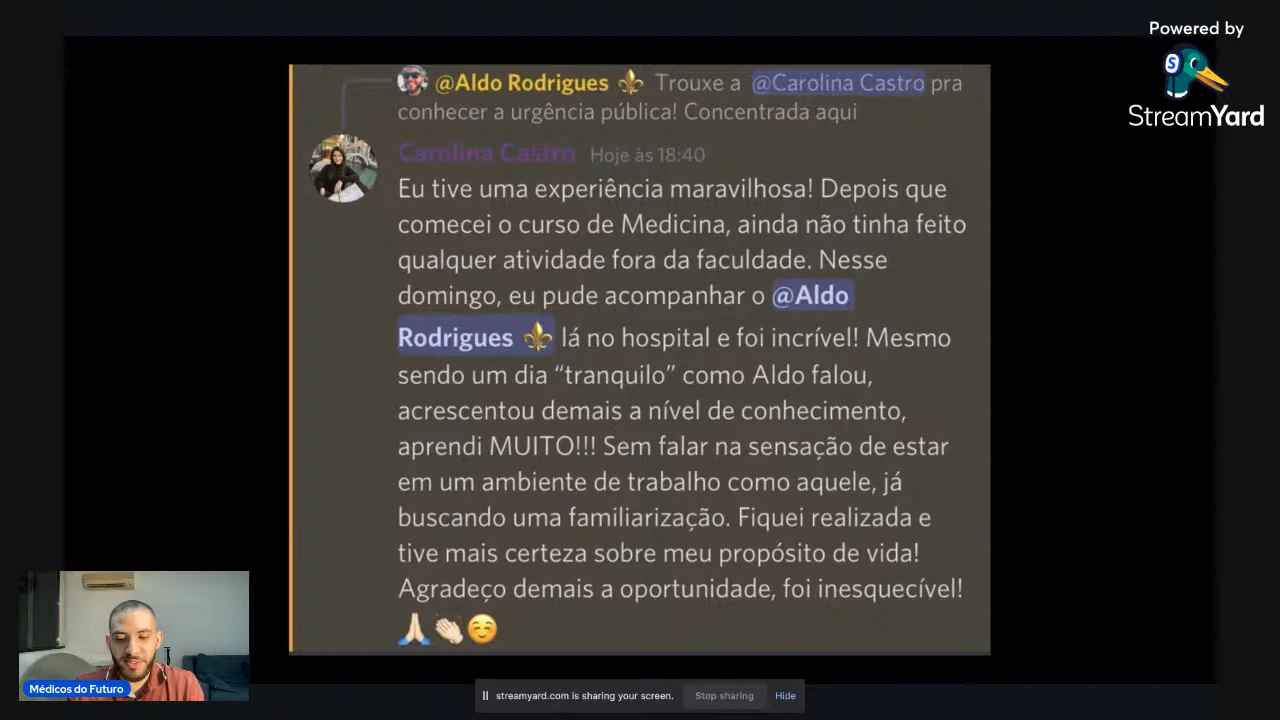 Powered by
S
StreamYard
@Aldo Rodrigues ⚜️ Trouxe a @Carolina Castro pra
conhecer a urgência pública! Concentrada aqui
Carolina Castro Hoje às 18:40
Eu tive uma experiência maravilhosa! Depois que
comecei o curso de Medicina, ainda não tinha feito
qualquer atividade fora da faculdade. Nesse
domingo, eu pude acompanhar o @Aldo
Rodrigues ⚜️ lá no hospital e foi incrível! Mesmo
sendo um dia “tranquilo” como Aldo falou,
acrescentou demais a nível de conhecimento,
aprendi MUITO!!! Sem falar na sensação de estar
em um ambiente de trabalho como aquele, já
buscando uma familiarização. Fiquei realizada e
tive mais certeza sobre meu propósito de vida!
Agradeço demais a oportunidade, foi inesquecível!
🙏🏻👏🏻☺️
Médicos do Futuro
streamyard.com is sharing your screen. Stop sharing Hide